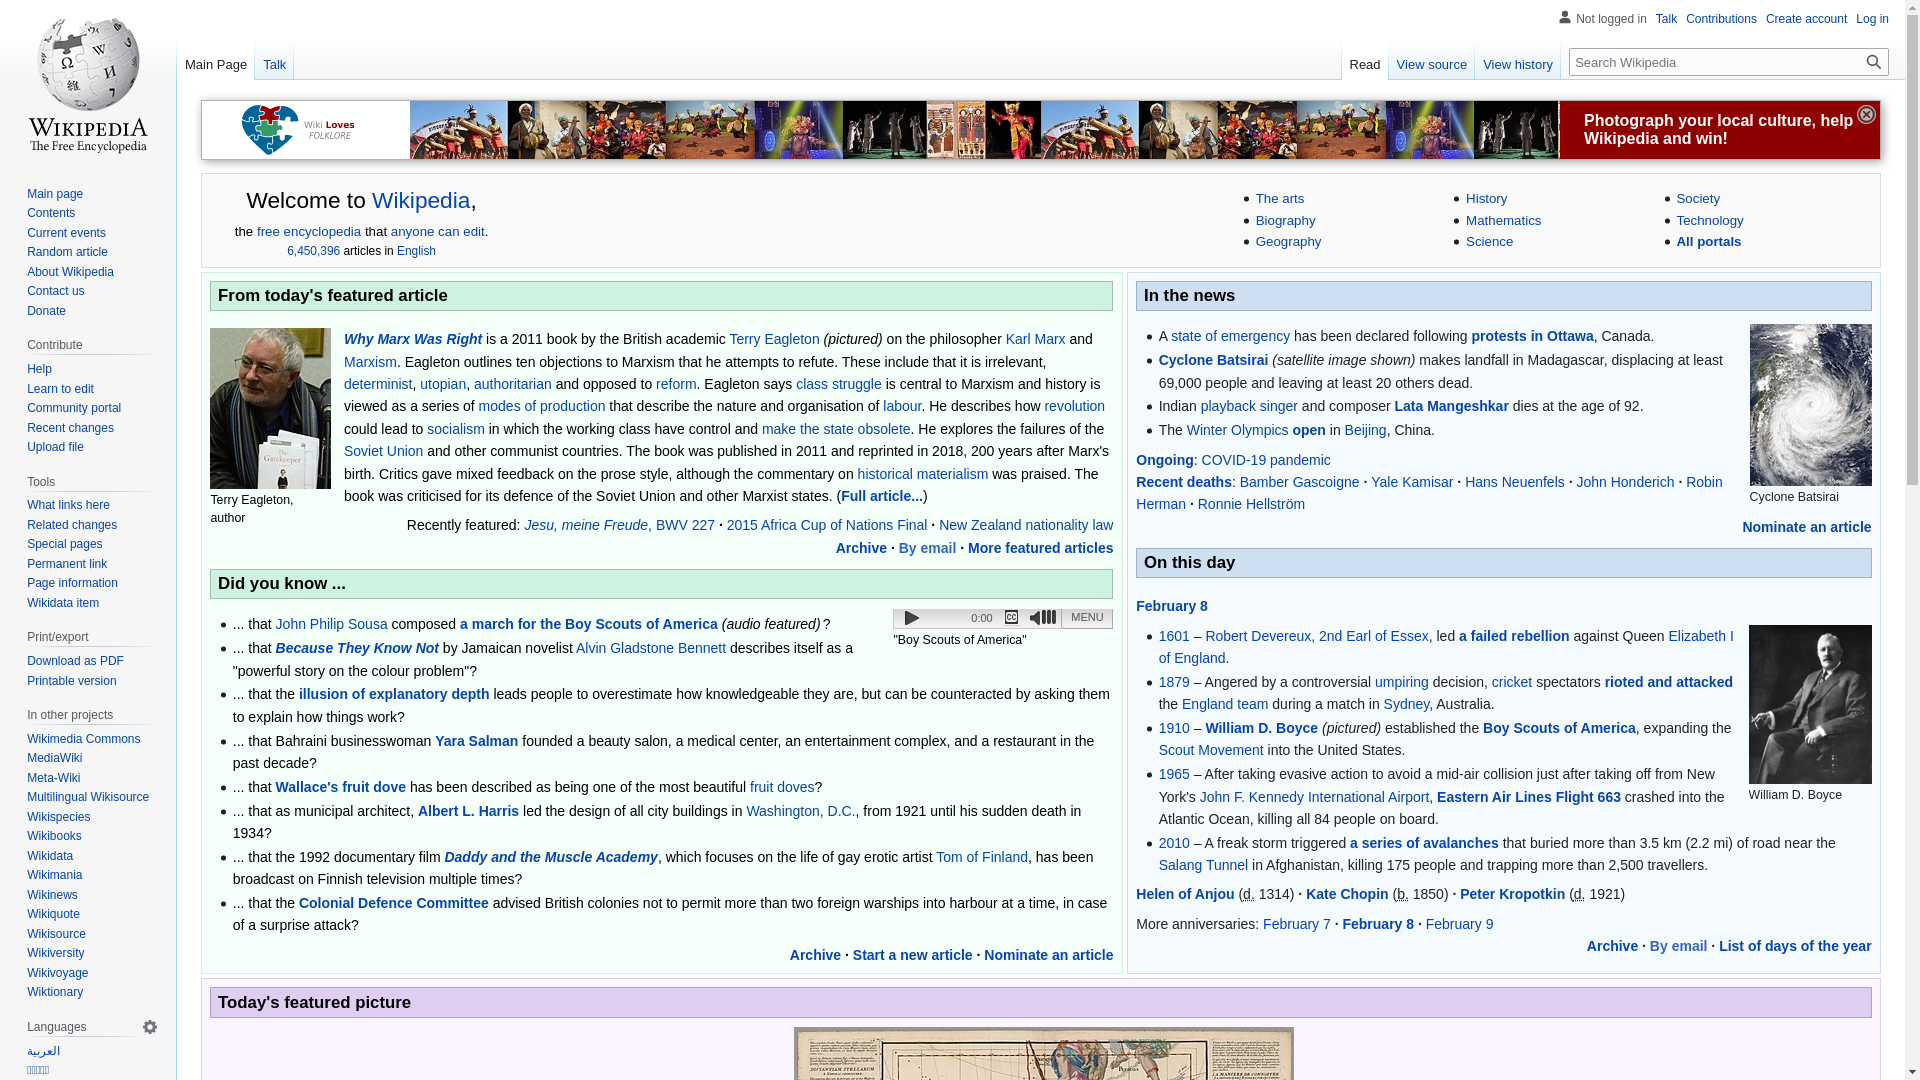 Not logged in Talk Contributions Create account Log in
Main Page Talk Read View source View history Search Wikipedia
WIKIPEDIA
The Free Encyclopedia
Main page
Contents
Current events
Random article
About Wikipedia
Contact us
Donate
Contribute
Help
Learn to edit
Community portal
Recent changes
Upload file
Tools
What links here
Related changes
Special pages
Permanent link
Page information
Wikidata item
Print/export
Download as PDF
Printable version
In other projects
Wikimedia Commons
MediaWiki
Meta-Wiki
Multilingual Wikisource
Wikispecies
Wikibooks
Wikidata
Wikimania
Wikinews
Wikiquote
Wikisource
Wikiversity
Wikivoyage
Wiktionary
Languages
العربية
Wiki Loves
FOLKLORE
Photograph your local culture, help
Wikipedia and win!
Welcome to Wikipedia,
the free encyclopedia that anyone can edit.
6,450,396 articles in English
The arts
Biography
Geography
History
Mathematics
Science
Society
Technology
All portals
From today's featured article
Terry Eagleton,
author
Why Marx Was Right is a 2011 book by the British academic Terry Eagleton (pictured) on the philosopher Karl Marx and
Marxism. Eagleton outlines ten objections to Marxism that he attempts to refute. These include that it is irrelevant,
determinist, utopian, authoritarian and opposed to reform. Eagleton says class struggle is central to Marxism and history is
viewed as a series of modes of production that describe the nature and organisation of labour. He describes how revolution
could lead to socialism in which the working class have control and make the state obsolete. He explores the failures of the
Soviet Union and other communist countries. The book was published in 2011 and reprinted in 2018, 200 years after Marx's
birth. Critics gave mixed feedback on the prose style, although the commentary on historical materialism was praised. The
book was criticised for its defence of the Soviet Union and other Marxist states. (Full article...)
Recently featured: Jesu, meine Freude, BWV 227 · 2015 Africa Cup of Nations Final · New Zealand nationality law
Archive · By email · More featured articles
Did you know ...
0:00 CC MENU
"Boy Scouts of America"
... that John Philip Sousa composed a march for the Boy Scouts of America (audio featured) ?
... that Because They Know Not by Jamaican novelist Alvin Gladstone Bennett describes itself as a
"powerful story on the colour problem"?
... that the illusion of explanatory depth leads people to overestimate how knowledgeable they are, but can be counteracted by asking them
to explain how things work?
... that Bahraini businesswoman Yara Salman founded a beauty salon, a medical center, an entertainment complex, and a restaurant in the
past decade?
... that Wallace's fruit dove has been described as being one of the most beautiful fruit doves?
... that as municipal architect, Albert L. Harris led the design of all city buildings in Washington, D.C., from 1921 until his sudden death in
1934?
... that the 1992 documentary film Daddy and the Muscle Academy, which focuses on the life of gay erotic artist Tom of Finland, has been
broadcast on Finnish television multiple times?
... that the Colonial Defence Committee advised British colonies not to permit more than two foreign warships into harbour at a time, in case
of a surprise attack?
Archive · Start a new article · Nominate an article
In the news
A state of emergency has been declared following protests in Ottawa, Canada.
Cyclone Batsirai (satellite image shown) makes landfall in Madagascar, displacing at least
69,000 people and leaving at least 20 others dead.
Indian playback singer and composer Lata Mangeshkar dies at the age of 92.
The Winter Olympics open in Beijing, China.
Cyclone Batsirai
Ongoing: COVID-19 pandemic
Recent deaths: Bamber Gascoigne · Yale Kamisar · Hans Neuenfels · John Honderich · Robin
Herman · Ronnie Hellström
Nominate an article
On this day
February 8
1601 – Robert Devereux, 2nd Earl of Essex, led a failed rebellion against Queen Elizabeth I
of England.
1879 – Angered by a controversial umpiring decision, cricket spectators rioted and attacked
the England team during a match in Sydney, Australia.
1910 – William D. Boyce (pictured) established the Boy Scouts of America, expanding the
Scout Movement into the United States.
1965 – After taking evasive action to avoid a mid-air collision just after taking off from New
York's John F. Kennedy International Airport, Eastern Air Lines Flight 663 crashed into the
Atlantic Ocean, killing all 84 people on board.
2010 – A freak storm triggered a series of avalanches that buried more than 3.5 km (2.2 mi) of road near the
Salang Tunnel in Afghanistan, killing 175 people and trapping more than 2,500 travellers.
William D. Boyce
Helen of Anjou (d. 1314) · Kate Chopin (b. 1850) · Peter Kropotkin (d. 1921)
More anniversaries: February 7 · February 8 · February 9
Archive · By email · List of days of the year
Today's featured picture